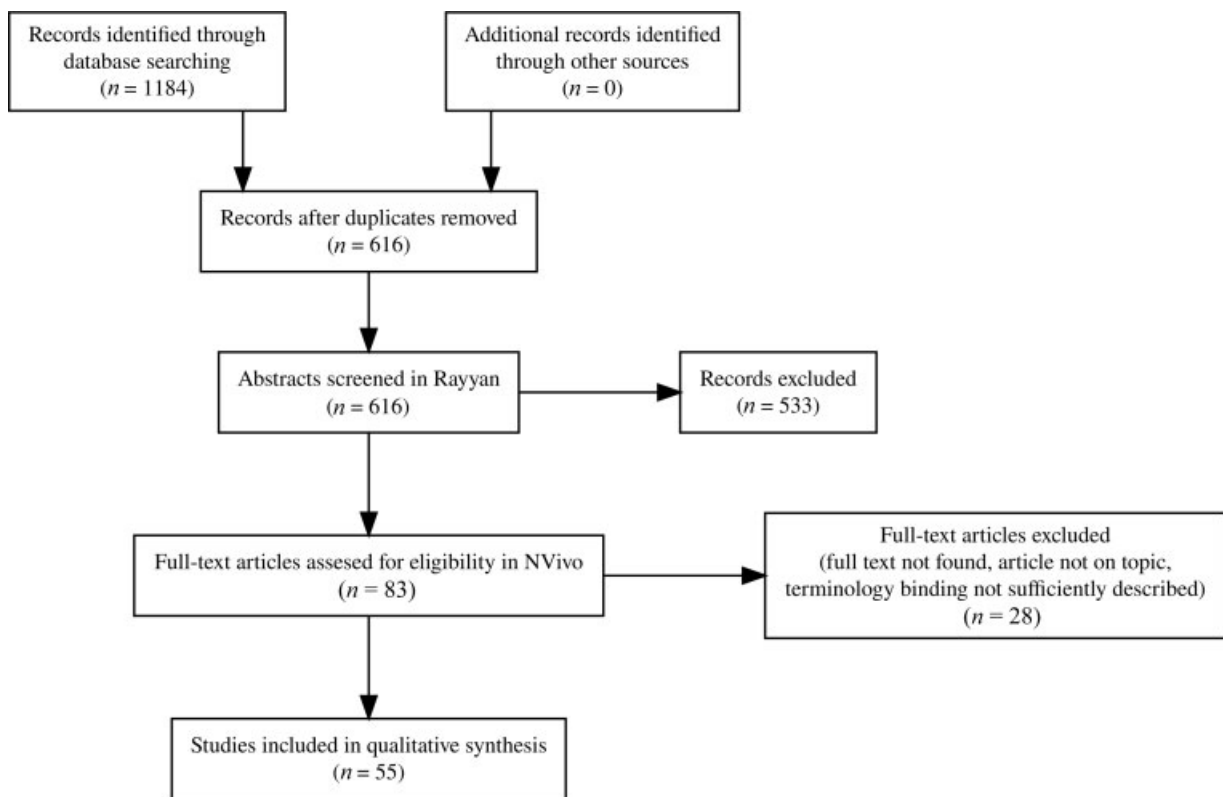 Records identified through
database searching
(n = 1184)
Additional records identified
through other sources
(n = 0)
Records after duplicates removed
(n = 616)
Abstracts screened in Rayyan
(n = 616)
Records excluded
(n = 533)
Full-text articles assesed for eligibility in NVivo
(n = 83)
Full-text articles excluded
(full text not found, article not on topic,
terminology binding not sufficiently described)
(n = 28)
Studies included in qualitative synthesis
(n = 55)